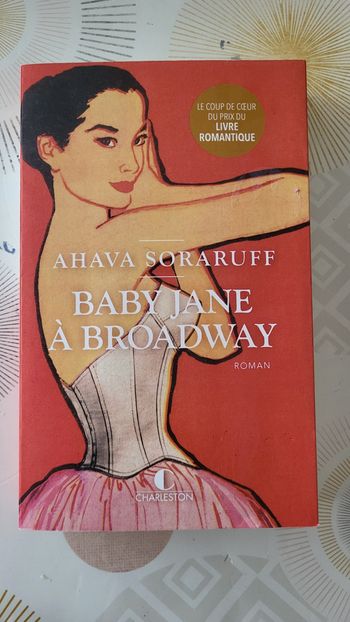 LE COUP DE CŒUR
DU PRIX DU
LIVRE
ROMANTIQUE
AHAVA SORARUFF
BABY JANE
À BROADWAY
ROMAN
C
CHARLESTON